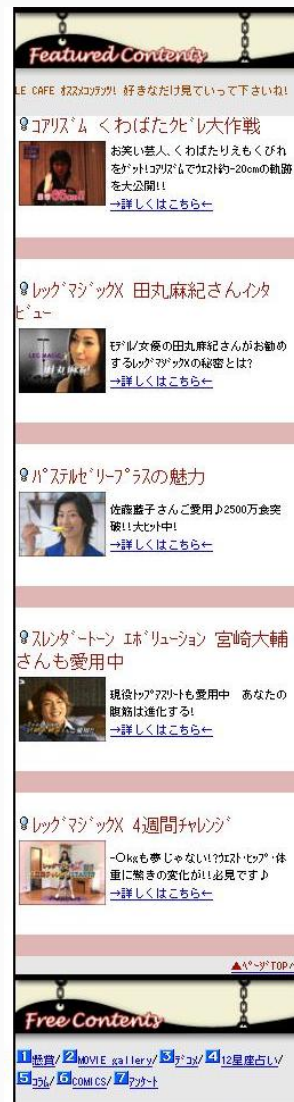 Featured Contents
LE CAFE ｵｽｽﾒｺﾝﾃﾝﾂ! 好きなだけ見ていって下さいね!
ｺｱﾘｽﾞﾑ くわばたｸﾋﾞﾚ大作戦
お笑い芸人、くわばたりえもくびれ
をｹﾞｯﾄ!ｺｱﾘｽﾞﾑでｳｴｽﾄ約-20cmの軌跡
を大公開!!
→詳しくはこちら←
ﾚｯｸﾞﾏｼﾞｯｸX 田丸麻紀さんｲﾝﾀ
ﾋﾞｭｰ
ﾓﾃﾞﾙ/女優の田丸麻紀さんがお勧め
するﾚｯｸﾞﾏｼﾞｯｸXの秘密とは?
→詳しくはこちら←
ﾊﾟｽﾃﾙｾﾞﾘｰﾌﾟﾗｽの魅力
佐藤藍子さんご愛用♪2500万食突
破!!大ﾋｯﾄ中!
→詳しくはこちら←
ｽﾚﾝﾀﾞｰﾄｰﾝ ｴﾎﾞﾘｭｰｼｮﾝ 宮崎大輔
さんも愛用中
現役ﾄｯﾌﾟｱｽﾘｰﾄも愛用中　あなたの
腹筋は進化する!
→詳しくはこちら←
ﾚｯｸﾞﾏｼﾞｯｸX 4週間ﾁｬﾚﾝｼﾞ
-〇kgも夢じゃない!?ｳｴｽﾄ･ﾋｯﾌﾟ･体
重に驚きの変化が!!必見です♪
→詳しくはこちら←
▲ﾍﾟｰｼﾞTOPへ
Free Contents
1懸賞/2MOVIE gallery/3ﾃﾞｺﾒ/412星座占い/
5ｺﾗﾑ/6COMICS/7ｱﾝｹｰﾄ